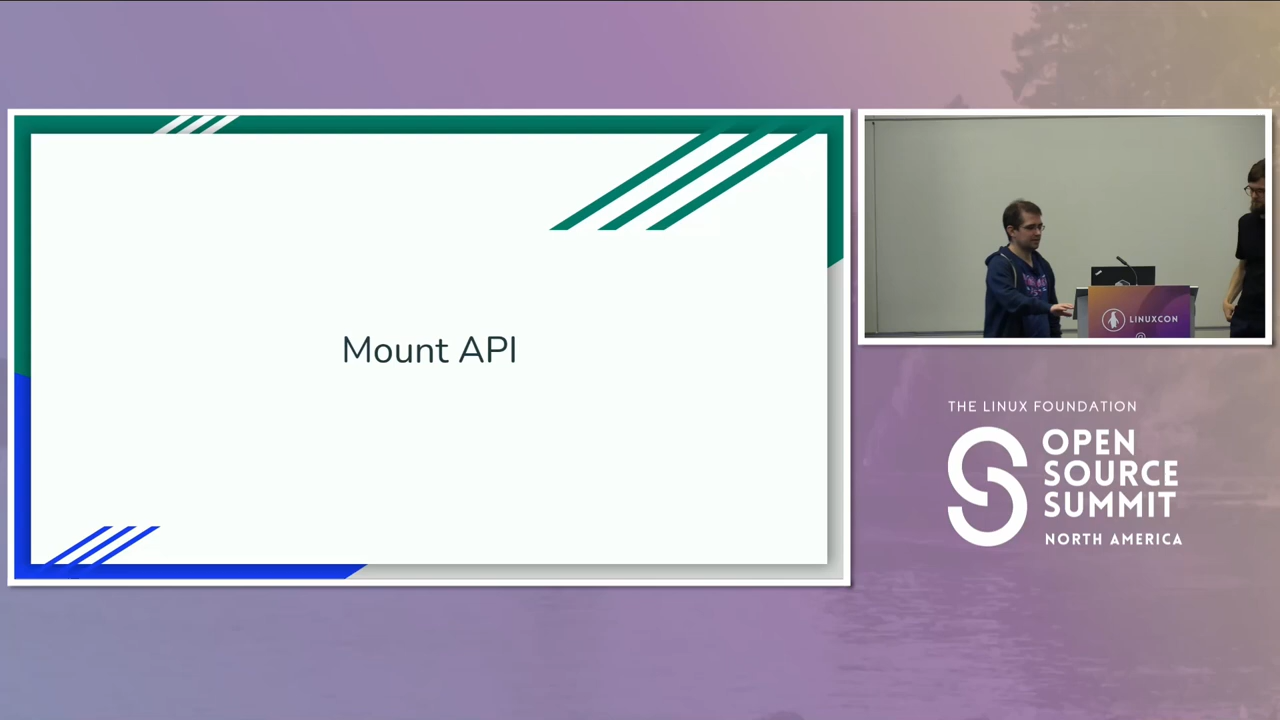 Mount API
LINUXCON
THE LINUX FOUNDATION
OPEN
SOURCE
SUMMIT
NORTH AMERICA